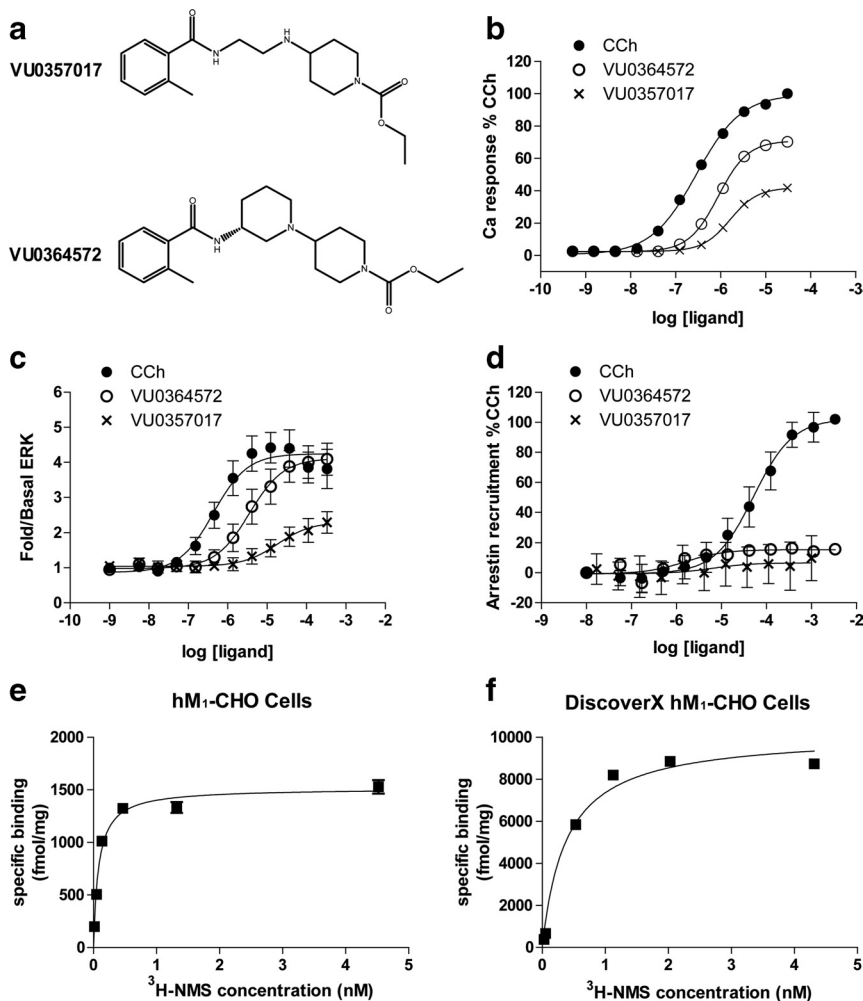 a
VU0357017
O
N
H
H
N
N
O
O
VU0364572
O
N
H
N
N
O
O
b
CCh
VU0364572
VU0357017
Ca response % CCh
120
100
80
60
40
20
0
-10 -9 -8 -7 -6 -5 -4 -3
log [ligand]
c
CCh
VU0364572
VU0357017
Fold/Basal ERK
6
5
4
3
2
1
0
-10 -9 -8 -7 -6 -5 -4 -3 -2
log [ligand]
d
CCh
VU0364572
VU0357017
Arrestin recruitment %CCh
120
100
80
60
40
20
0
-20
-9 -8 -7 -6 -5 -4 -3 -2
log [ligand]
e
hM1-CHO Cells
specific binding
(fmol/mg)
2000
1500
1000
500
0
0 1 2 3 4 5
3H-NMS concentration (nM)
f
DiscoverX hM1-CHO Cells
specific binding
(fmol/mg)
10000
8000
6000
4000
2000
0
0 1 2 3 4 5
3H-NMS concentration (nM)